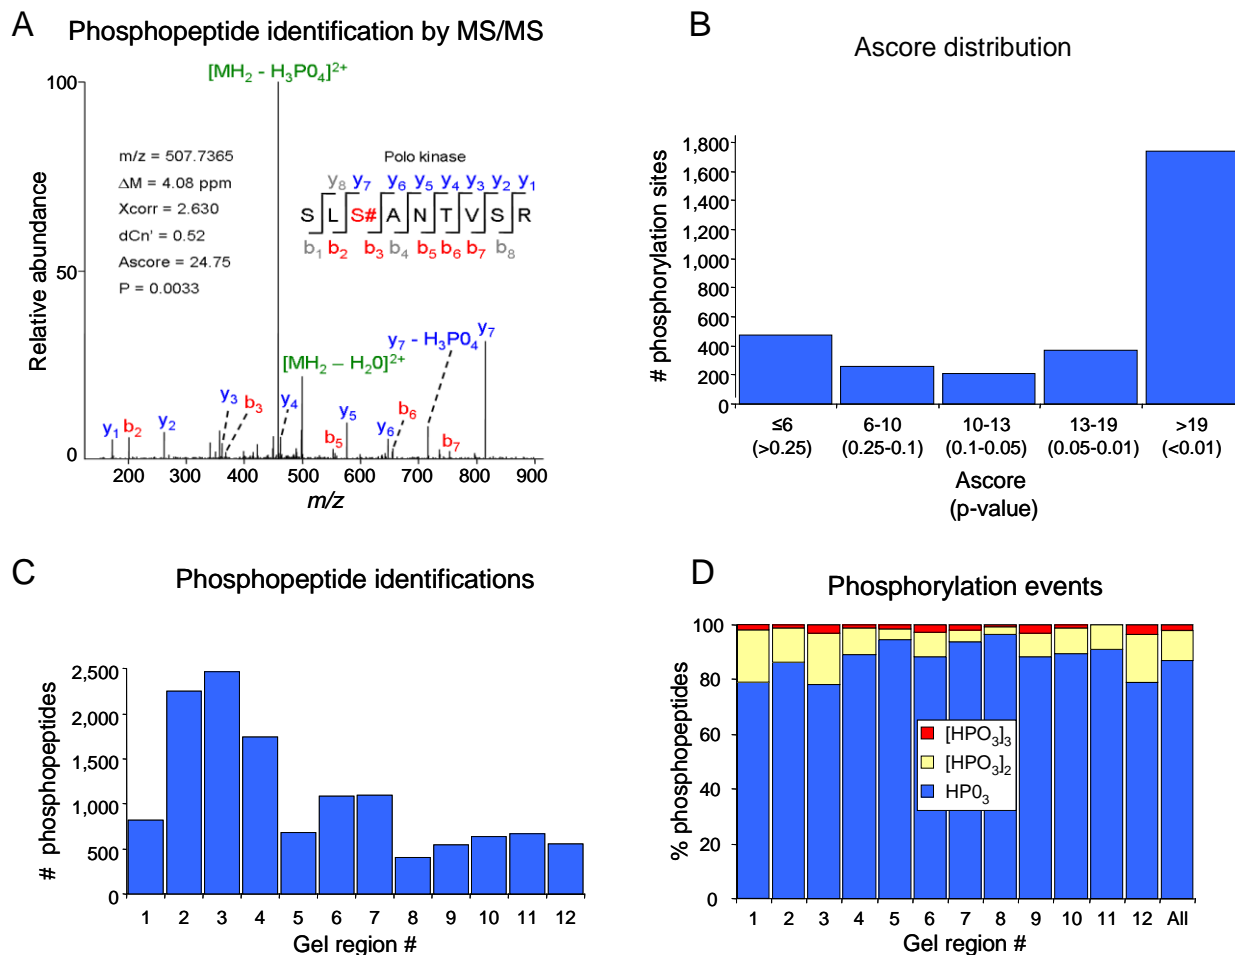 A
Phosphopeptide identification by MS/MS
[MH₂ - H₃P0₄]²⁺
100
50
0
Relative abundance
m/z = 507.7365
ΔM = 4.08 ppm
Xcorr = 2.630
dCn' = 0.52
Ascore = 24.75
P = 0.0033
Polo kinase
y₈ y₇ y₆ y₅ y₄ y₃ y₂ y₁
S L S# A N T V S R
b₁ b₂ b₃ b₄ b₅ b₆ b₇ b₈
y₇ - H₃P0₄ y₇
[MH₂ – H₂0]²⁺
y₁ b₂ y₂ y₃ b₃ y₄ b₅ y₅ y₆ b₆ b₇
200 300 400 500 600 700 800 900
m/z
B
Ascore distribution
# phosphorylation sites
1,800
1,600
1,400
1,200
1,000
800
600
400
200
0
≤6 6-10 10-13 13-19 >19
(>0.25) (0.25-0.1) (0.1-0.05) (0.05-0.01) (<0.01)
Ascore
(p-value)
C
Phosphopeptide identifications
# phosphopeptides
2,500
2,000
1,500
1,000
500
0
1 2 3 4 5 6 7 8 9 10 11 12
Gel region #
D
Phosphorylation events
% phosphopeptides
100
80
60
40
20
0
[HPO₃]₃
[HPO₃]₂
HP0₃
1 2 3 4 5 6 7 8 9 10 11 12 All
Gel region #